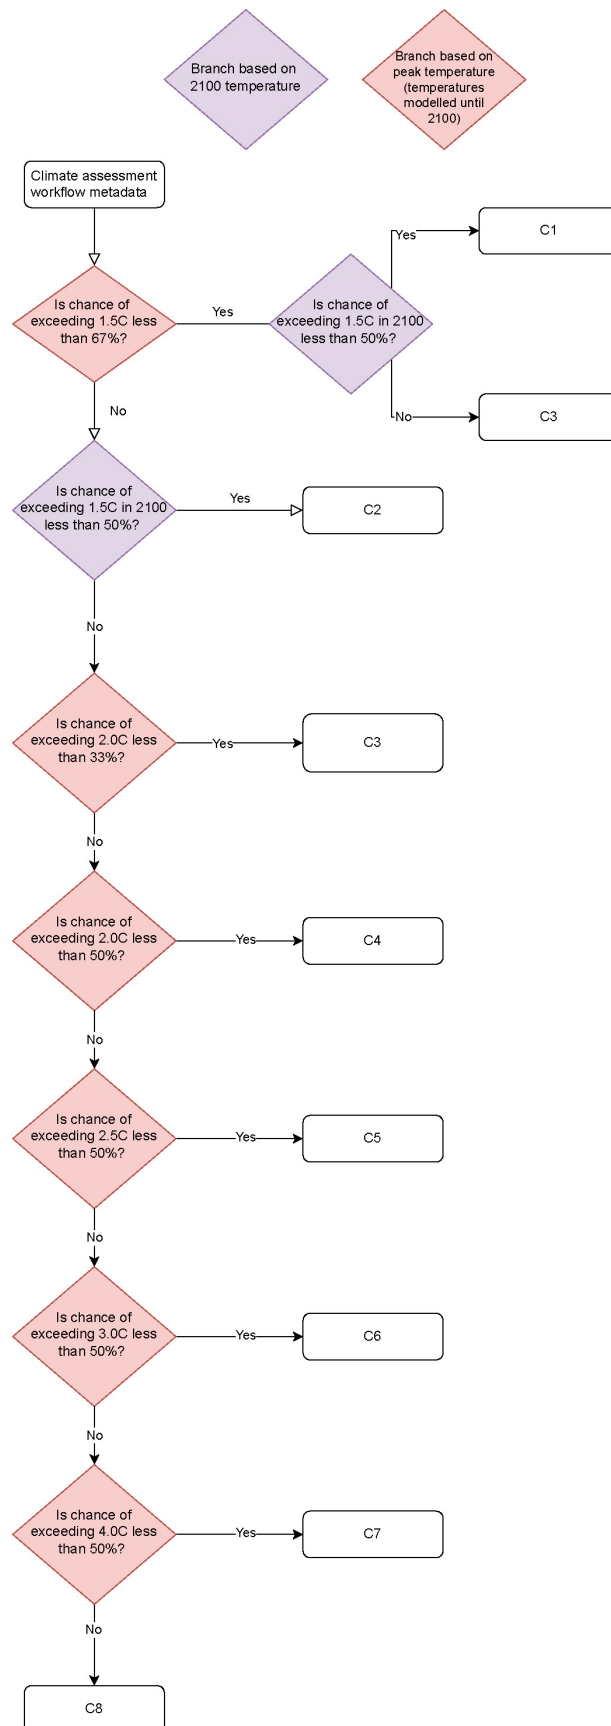 Branch based on
2100 temperature
Branch based on
peak temperature
(temperatures
modelled until
2100)
Climate assessment
workflow metadata
Is chance of
exceeding 1.5C less
than 67%?
Yes
Is chance of
exceeding 1.5C in 2100
less than 50%?
Yes
C1
No
C3
No
Is chance of
exceeding 1.5C in 2100
less than 50%?
Yes
C2
No
Is chance of
exceeding 2.0C less
than 33%?
Yes
C3
No
Is chance of
exceeding 2.0C less
than 50%?
Yes
C4
No
Is chance of
exceeding 2.5C less
than 50%?
Yes
C5
No
Is chance of
exceeding 3.0C less
than 50%?
Yes
C6
No
Is chance of
exceeding 4.0C less
than 50%?
Yes
C7
No
C8